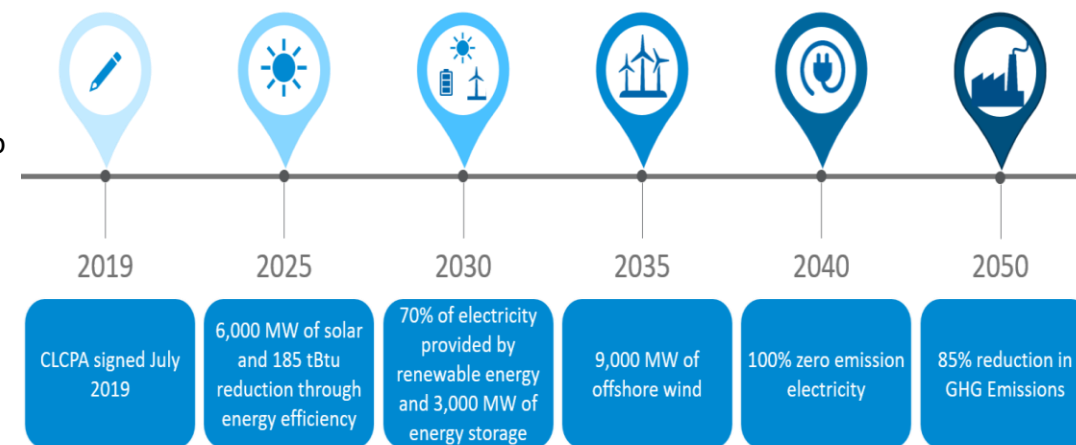 2019
2025
2030
2035
2040
2050
CLCPA signed July
2019
6,000 MW of solar
and 185 tBtu
reduction through
energy efficiency
70% of electricity
provided by
renewable energy
and 3,000 MW of
energy storage
9,000 MW of
offshore wind
100% zero emission
electricity
85% reduction in
GHG Emissions